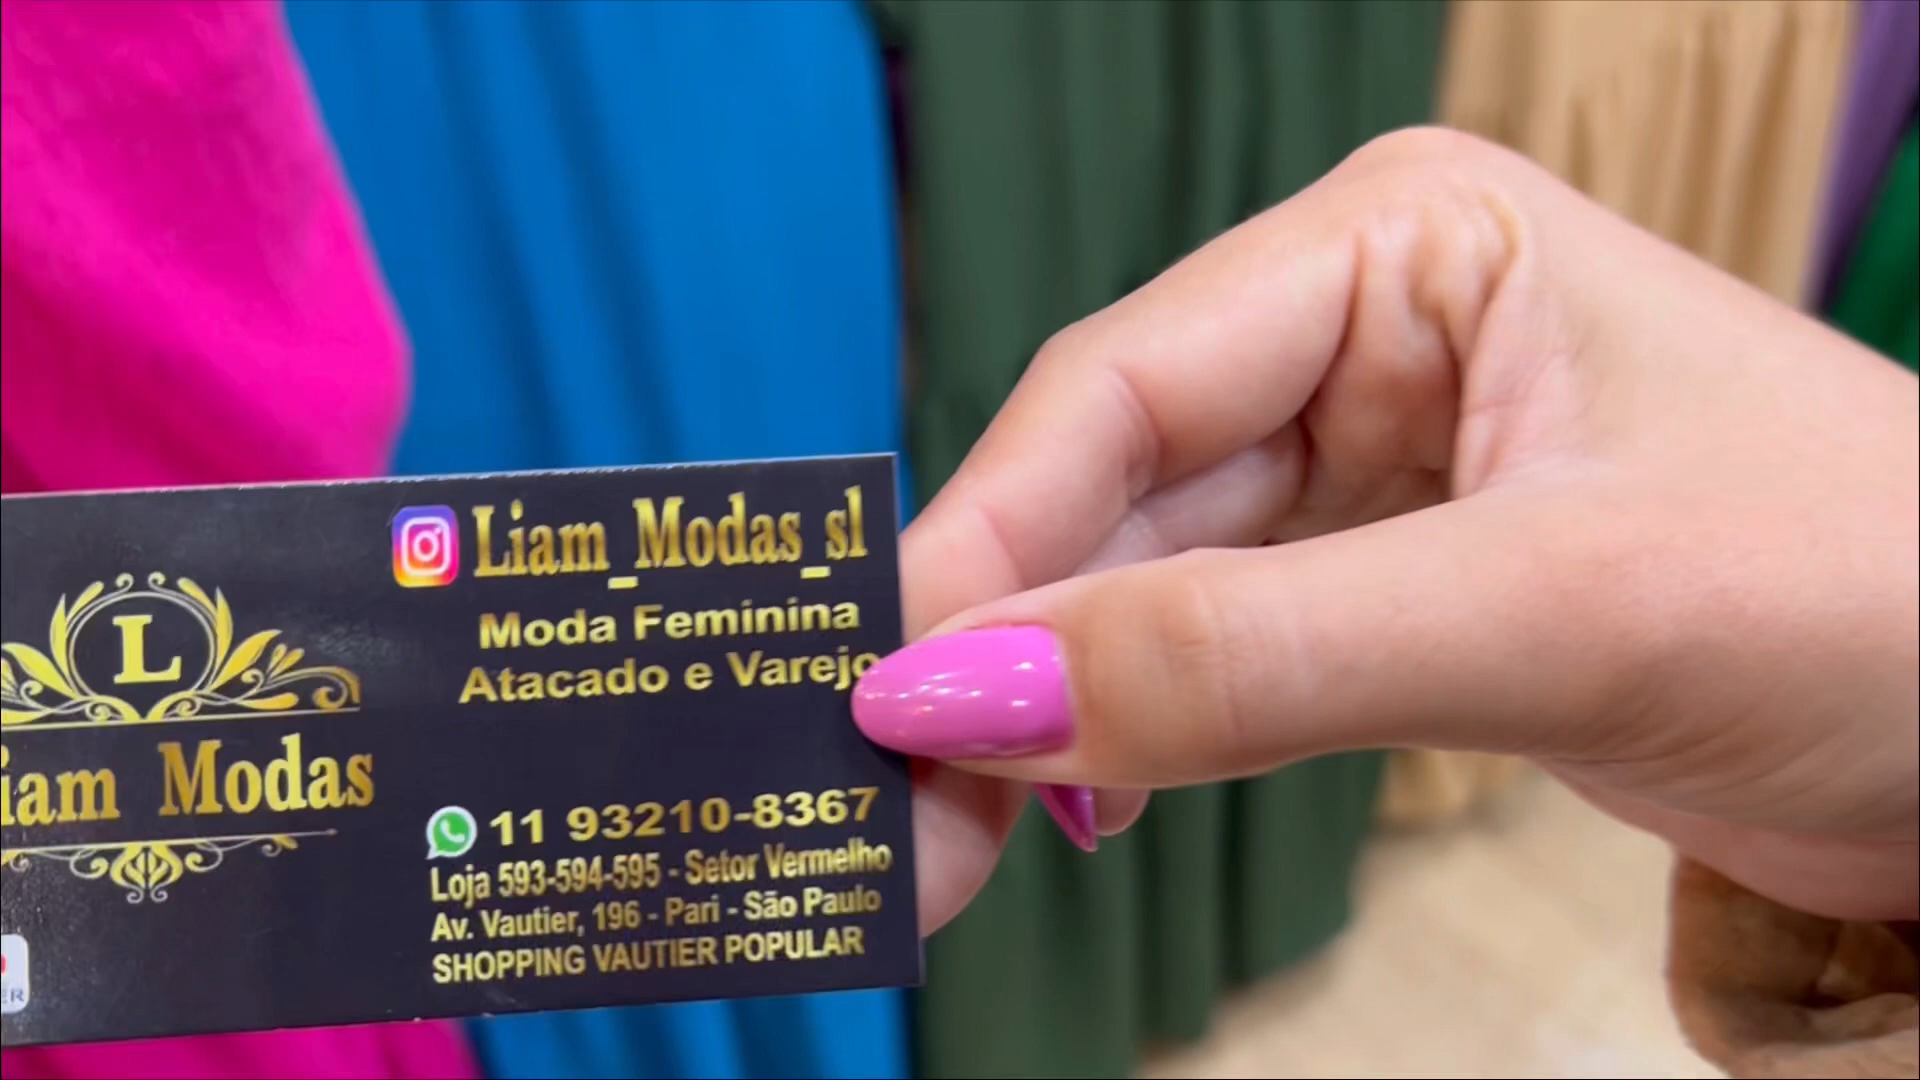 L
iam Modas
ER
Liam_Modas_sl
Moda Feminina
Atacado e Varejo
11 93210-8367
Loja 593-594-595 - Setor Vermelho
Av. Vautier, 196 - Pari - São Paulo
SHOPPING VAUTIER POPULAR